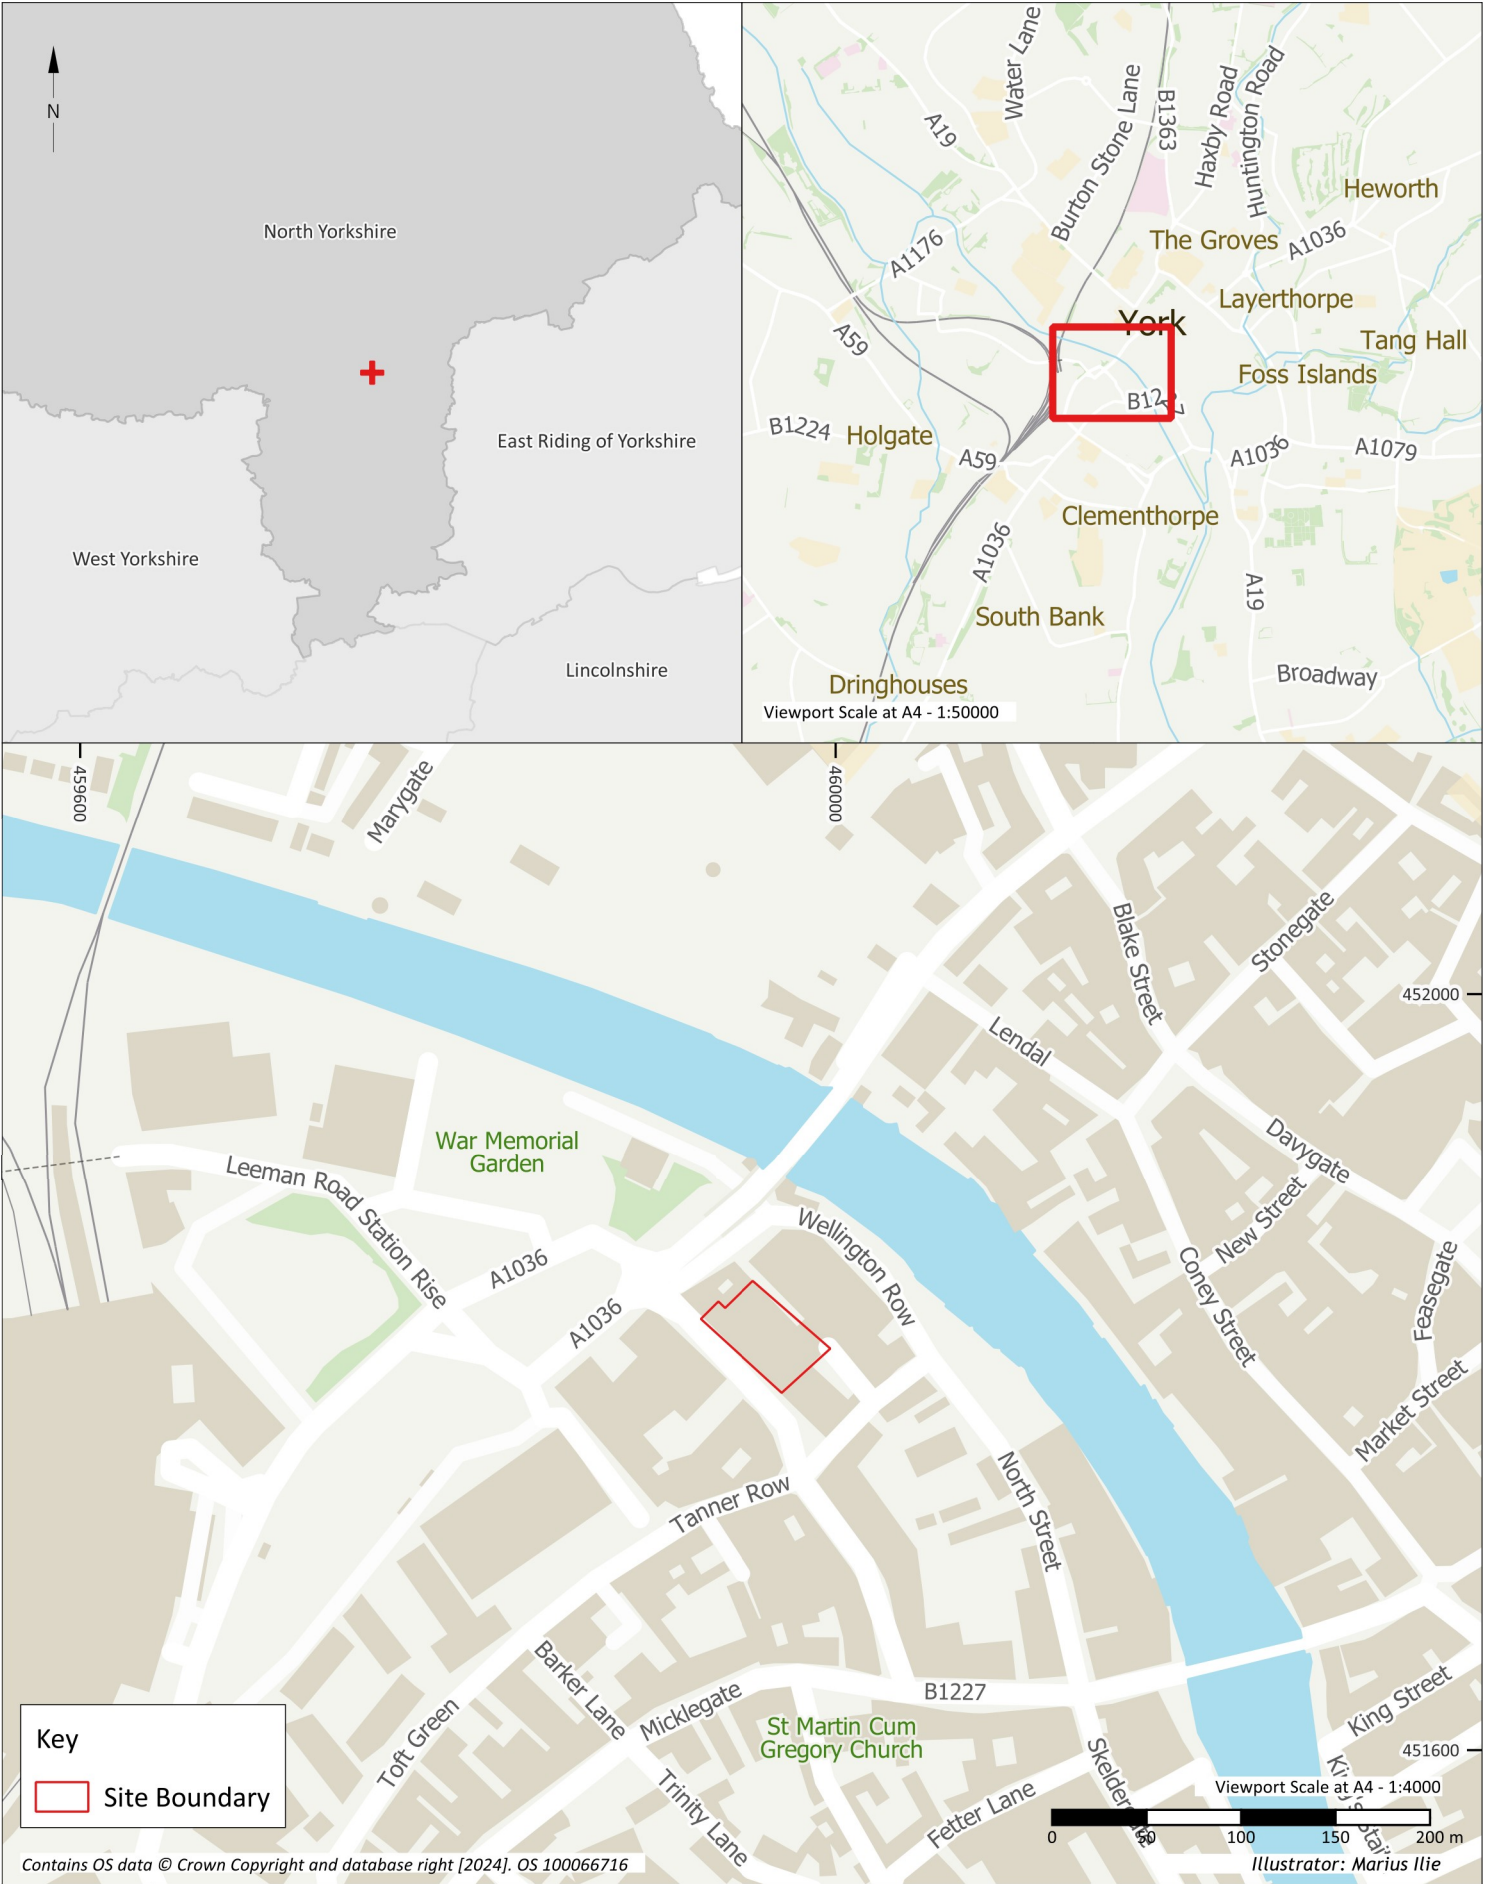 N
North Yorkshire
East Riding of Yorkshire
West Yorkshire
Lincolnshire
Water Lane
A19
Burton Stone Lane
B1363
Haxby Road
Huntington Road
Heworth
A1176
The Groves
A1036
Layerthorpe
York
A59
Tang Hall
Foss Islands
B1227
B1224
Holgate
A59
A1036
A1079
Clementhorpe
A1036
A19
South Bank
Broadway
Dringhouses
Viewport Scale at A4 - 1:50000
459600
460000
Marygate
Blake Street
Stonegate
452000
Lendal
War Memorial
Garden
Davygate
Leeman Road Station Rise
New Street
Wellington Row
A1036
Coney Street
Feasegate
A1036
Market Street
North Street
Tanner Row
Barker Lane
Micklegate
B1227
King Street
St Martin Cum
Gregory Church
Toft Green
451600
Skeldergate
Trinity Lane
Fetter Lane
Viewport Scale at A4 - 1:4000
0
50
100
150
200 m
Key
Site Boundary
Contains OS data © Crown Copyright and database right [2024]. OS 100066716
Illustrator: Marius Ilie